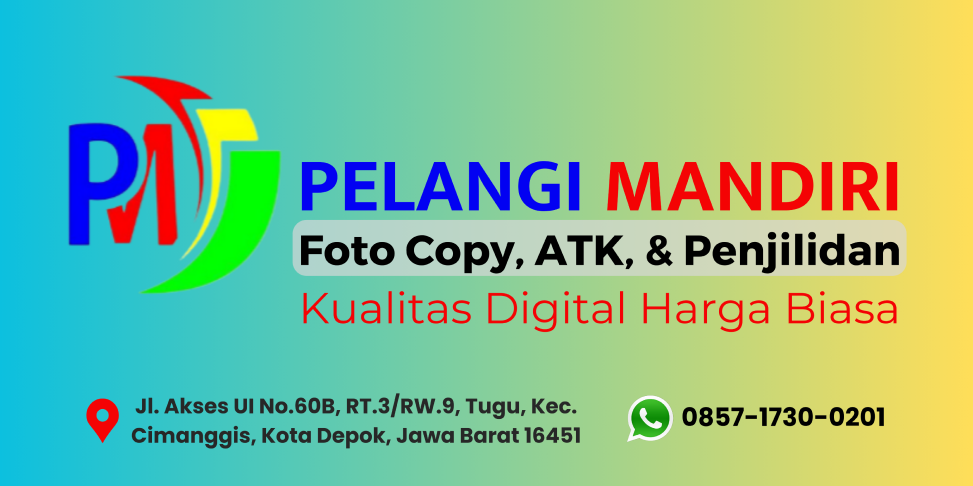 PM
PELANGI MANDIRI
Foto Copy, ATK, & Penjilidan
Kualitas Digital Harga Biasa
Jl. Akses UI No.60B, RT.3/RW.9, Tugu, Kec.
Cimanggis, Kota Depok, Jawa Barat 16451
0857-1730-0201